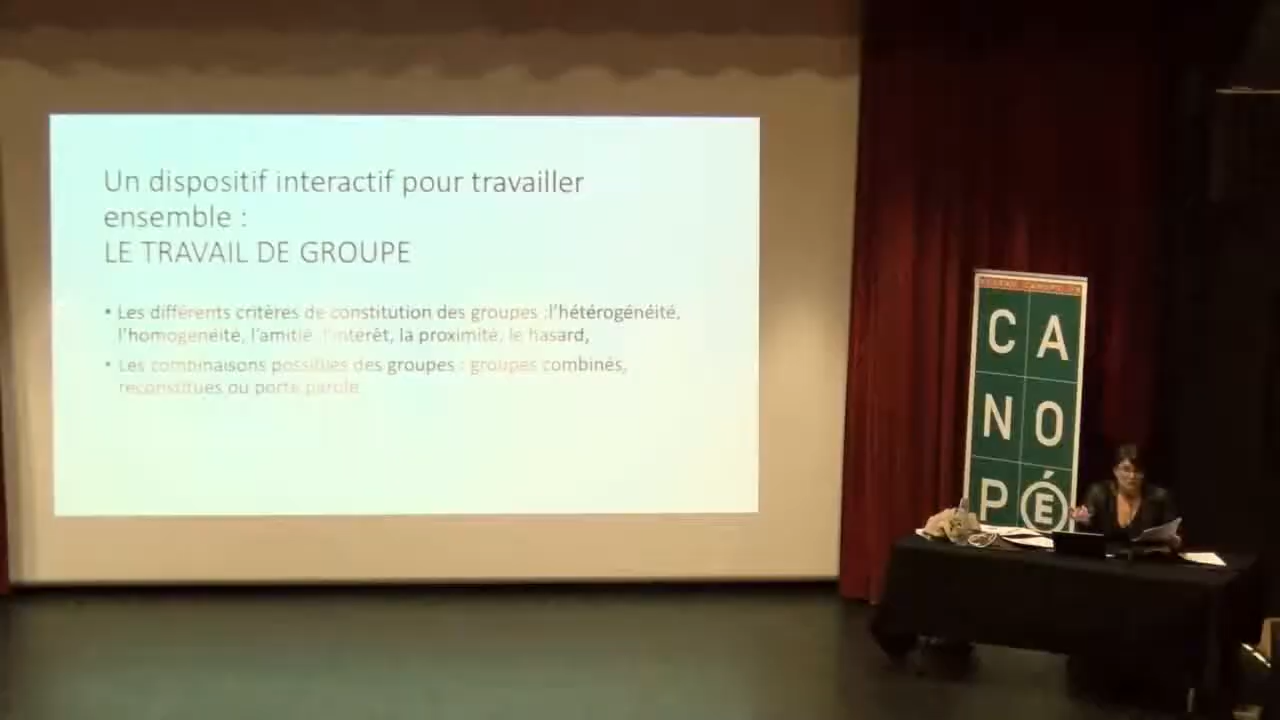 Un dispositif interactif pour travailler
ensemble :
LE TRAVAIL DE GROUPE
• Les différents critères de constitution des groupes :l'hétérogénéité,
l'homogénéité, l'amitié, l'intérêt, la proximité, le hasard,
• Les combinaisons possibles des groupes : groupes combinés,
reconstitués ou porte parole
C A
N O
P É